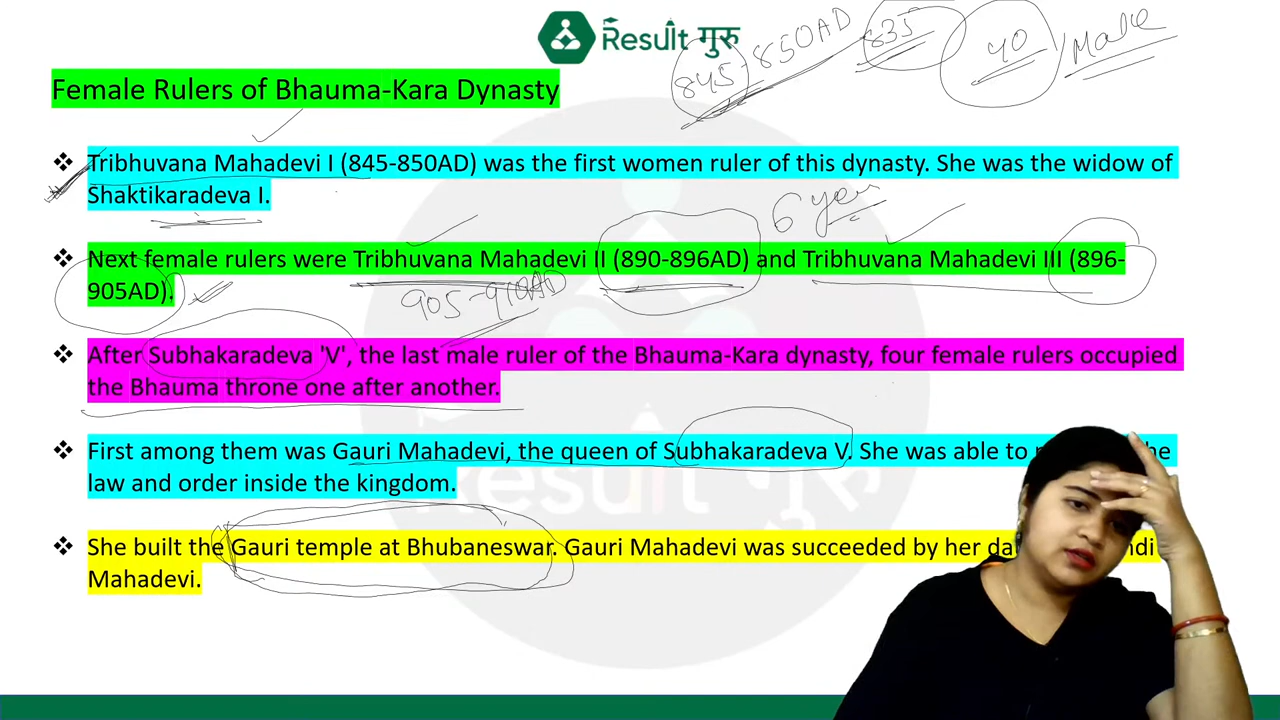 Result गुरु
845-850AD 835 40 Male
Female Rulers of Bhauma-Kara Dynasty
❖ Tribhuvana Mahadevi I (845-850AD) was the first women ruler of this dynasty. She was the widow of
Shaktikaradeva I.
6 year
❖ Next female rulers were Tribhuvana Mahadevi II (890-896AD) and Tribhuvana Mahadevi III (896-
905AD).
905-910AD
❖ After Subhakaradeva 'V', the last male ruler of the Bhauma-Kara dynasty, four female rulers occupied
the Bhauma throne one after another.
❖ First among them was Gauri Mahadevi, the queen of Subhakaradeva V. She was able to
law and order inside the kingdom.
❖ She built the Gauri temple at Bhubaneswar. Gauri Mahadevi was succeeded by her
Mahadevi.
Result गुरु